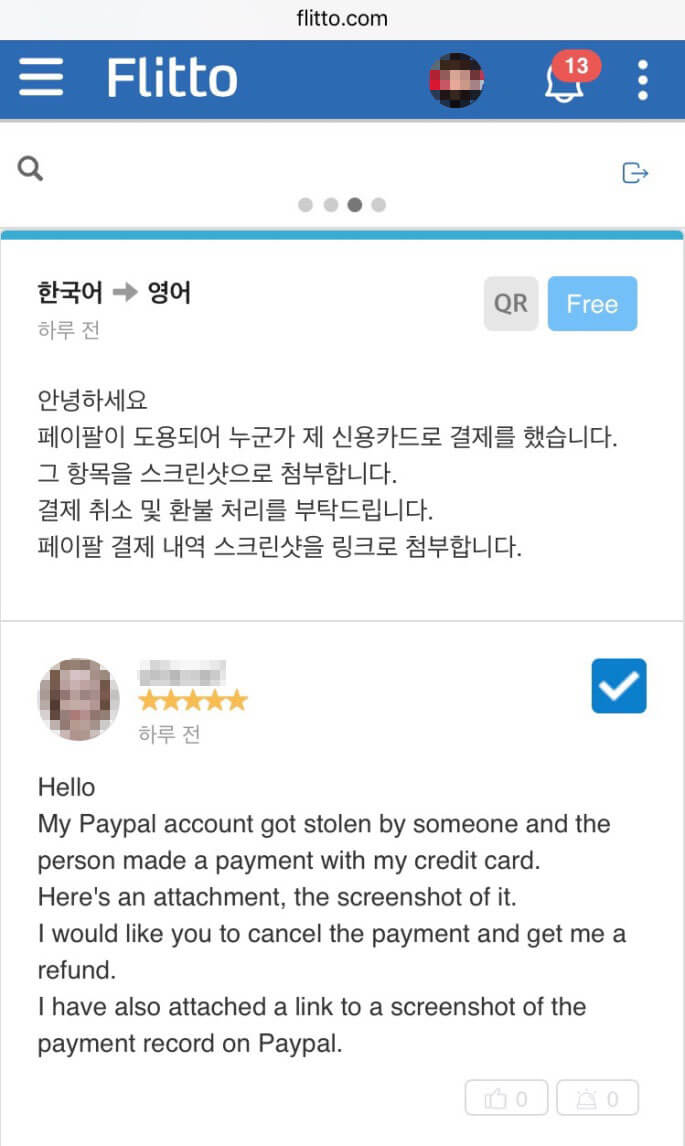 flitto.com
Flitto
13
한국어 → 영어
하루 전
QR
Free
안녕하세요
페이팔이 도용되어 누군가 제 신용카드로 결제를 했습니다.
그 항목을 스크린샷으로 첨부합니다.
결제 취소 및 환불 처리를 부탁드립니다.
페이팔 결제 내역 스크린샷을 링크로 첨부합니다.
하루 전
Hello
My Paypal account got stolen by someone and the
person made a payment with my credit card.
Here's an attachment, the screenshot of it.
I would like you to cancel the payment and get me a
refund.
I have also attached a link to a screenshot of the
payment record on Paypal.
0
0